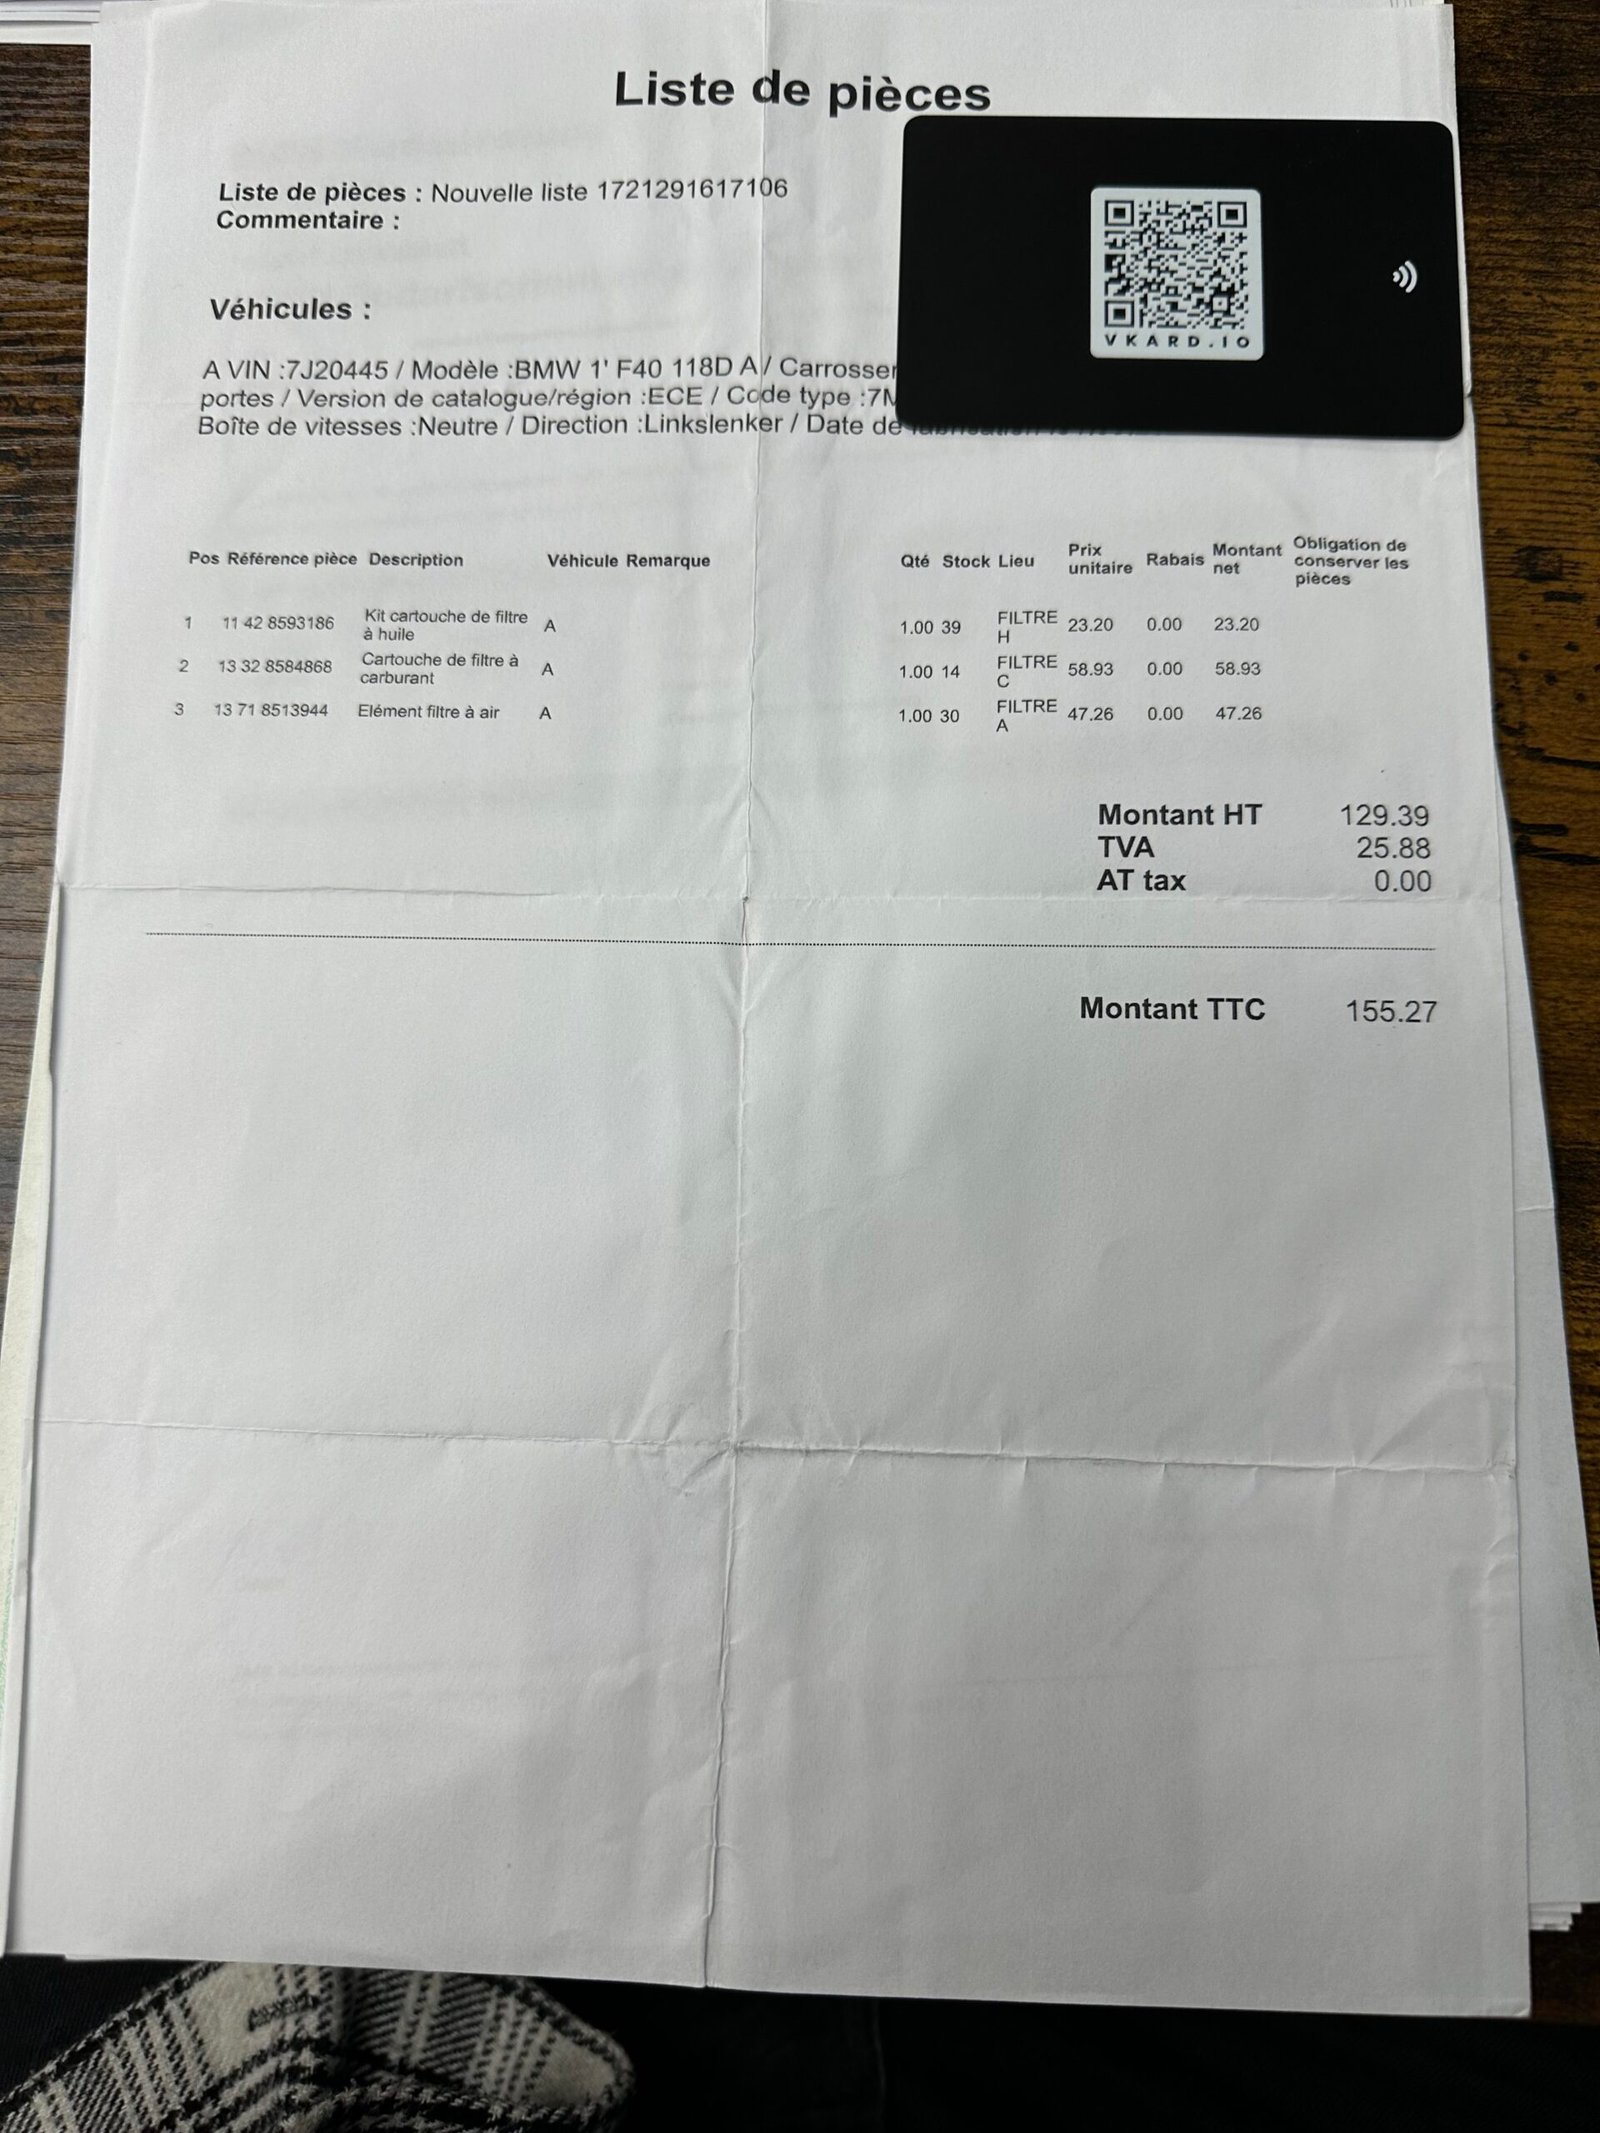 Liste de pièces
Liste de pièces : Nouvelle liste 1721291617106
Commentaire :
VKARD.IO
Véhicules :
A VIN :7J20445 / Modèle :BMW 1' F40 118D A / Carrosser
portes / Version de catalogue/région :ECE / Code type :7M
Boîte de vitesses :Neutre / Direction :Linkslenker / Date de
Pos Référence pièce Description Véhicule Remarque Qté Stock Lieu Prix unitaire Rabais Montant net Obligation de conserver les pièces
1 11 42 8593186 Kit cartouche de filtre à huile A 1.00 39 FILTRE H 23.20 0.00 23.20
2 13 32 8584868 Cartouche de filtre à carburant A 1.00 14 FILTRE C 58.93 0.00 58.93
3 13 71 8513944 Elément filtre à air A 1.00 30 FILTRE A 47.26 0.00 47.26
Montant HT 129.39
TVA 25.88
AT tax 0.00
Montant TTC 155.27